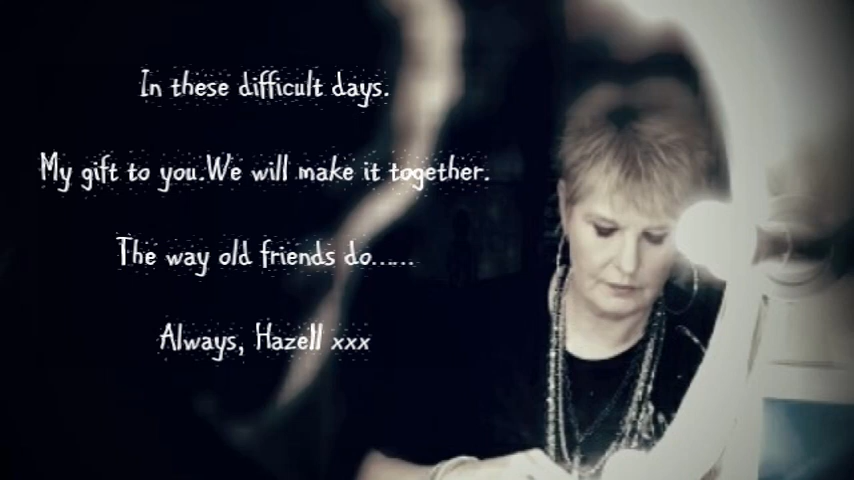 In these difficult days.
My gift to you.We will make it together.
The way old friends do......
Always, Hazell xxx